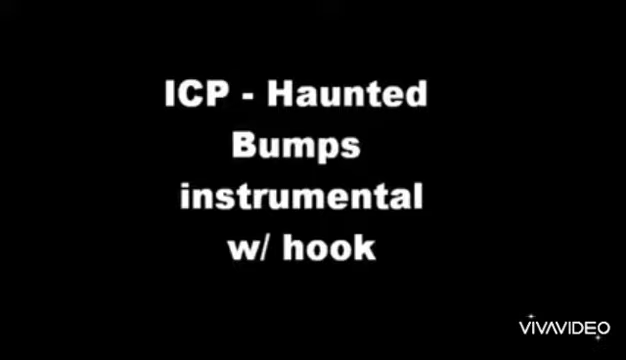 ICP - Haunted
Bumps
instrumental
w/ hook
VIVAVIDEO